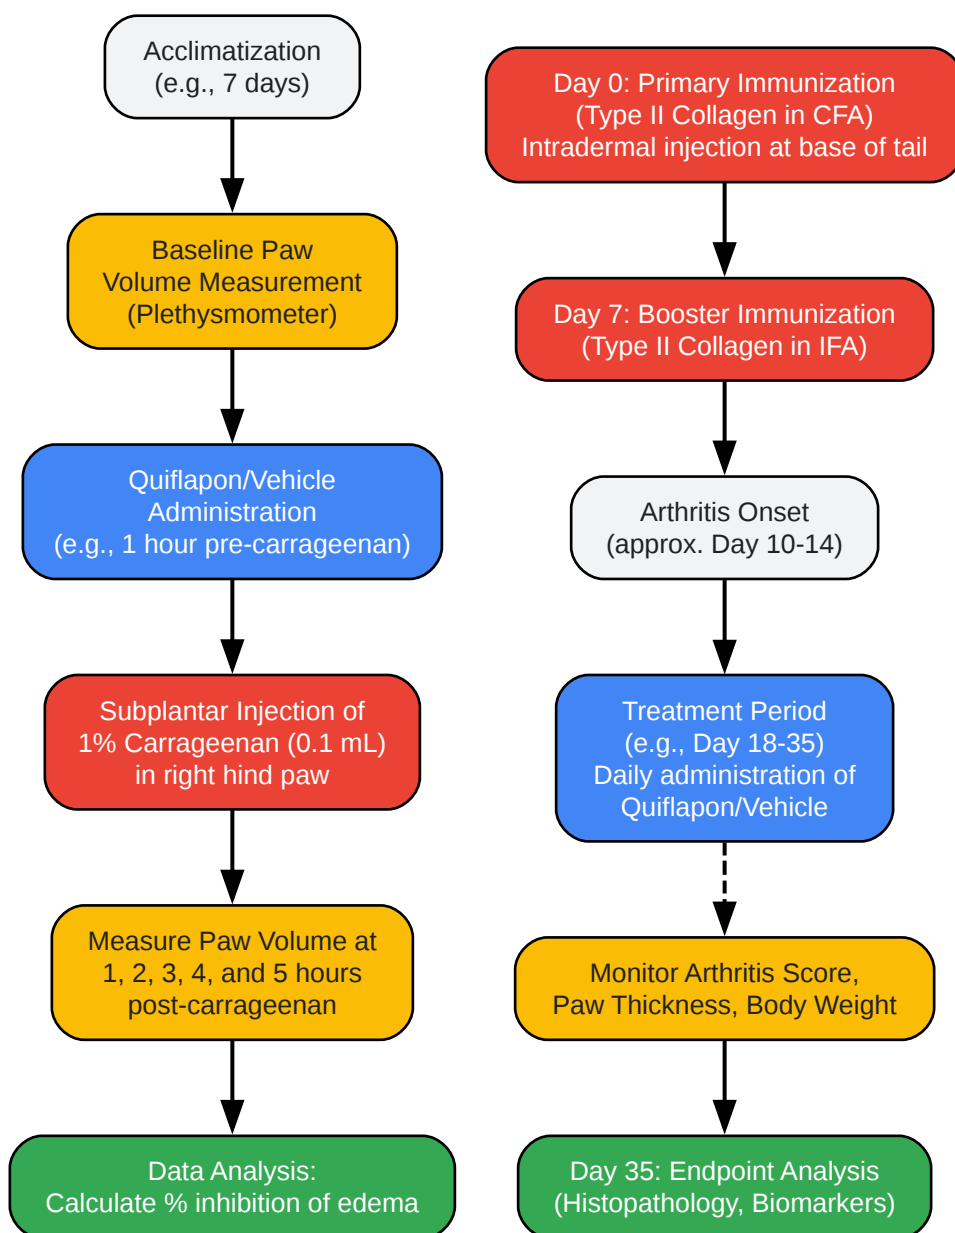 Acclimatization
(e.g., 7 days)
Baseline Paw
Volume Measurement
(Plethysmometer)
Quiflapon/Vehicle
Administration
(e.g., 1 hour pre-carrageenan)
Subplantar Injection of
1% Carrageenan (0.1 mL)
in right hind paw
Measure Paw Volume at
1, 2, 3, 4, and 5 hours
post-carrageenan
Data Analysis:
Calculate % inhibition of edema
Day 0: Primary Immunization
(Type II Collagen in CFA)
Intradermal injection at base of tail
Day 7: Booster Immunization
(Type II Collagen in IFA)
Arthritis Onset
(approx. Day 10-14)
Treatment Period
(e.g., Day 18-35)
Daily administration of
Quiflapon/Vehicle
Monitor Arthritis Score,
Paw Thickness, Body Weight
Day 35: Endpoint Analysis
(Histopathology, Biomarkers)